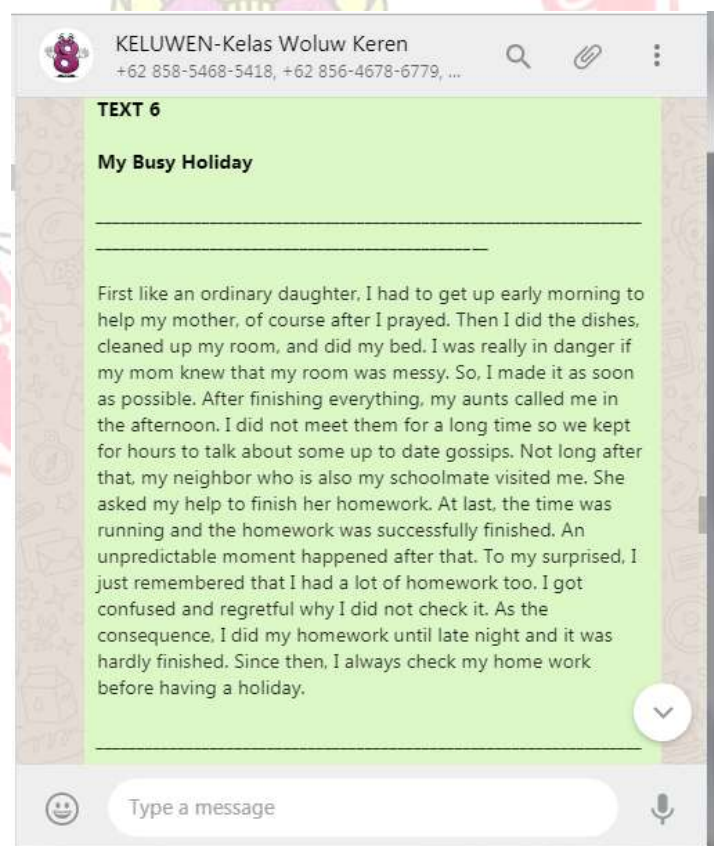 KELUWEN-Kelas Woluw Keren
+62 858-5468-5418, +62 856-4678-6779, ...
TEXT 6
My Busy Holiday
First like an ordinary daughter, I had to get up early morning to
help my mother, of course after I prayed. Then I did the dishes,
cleaned up my room, and did my bed. I was really in danger if
my mom knew that my room was messy. So, I made it as soon
as possible. After finishing everything, my aunts called me in
the afternoon. I did not meet them for a long time so we kept
for hours to talk about some up to date gossips. Not long after
that, my neighbor who is also my schoolmate visited me. She
asked my help to finish her homework. At last, the time was
running and the homework was successfully finished. An
unpredictable moment happened after that. To my surprised, I
just remembered that I had a lot of homework too. I got
confused and regretful why I did not check it. As the
consequence, I did my homework until late night and it was
hardly finished. Since then, I always check my home work
before having a holiday.
Type a message